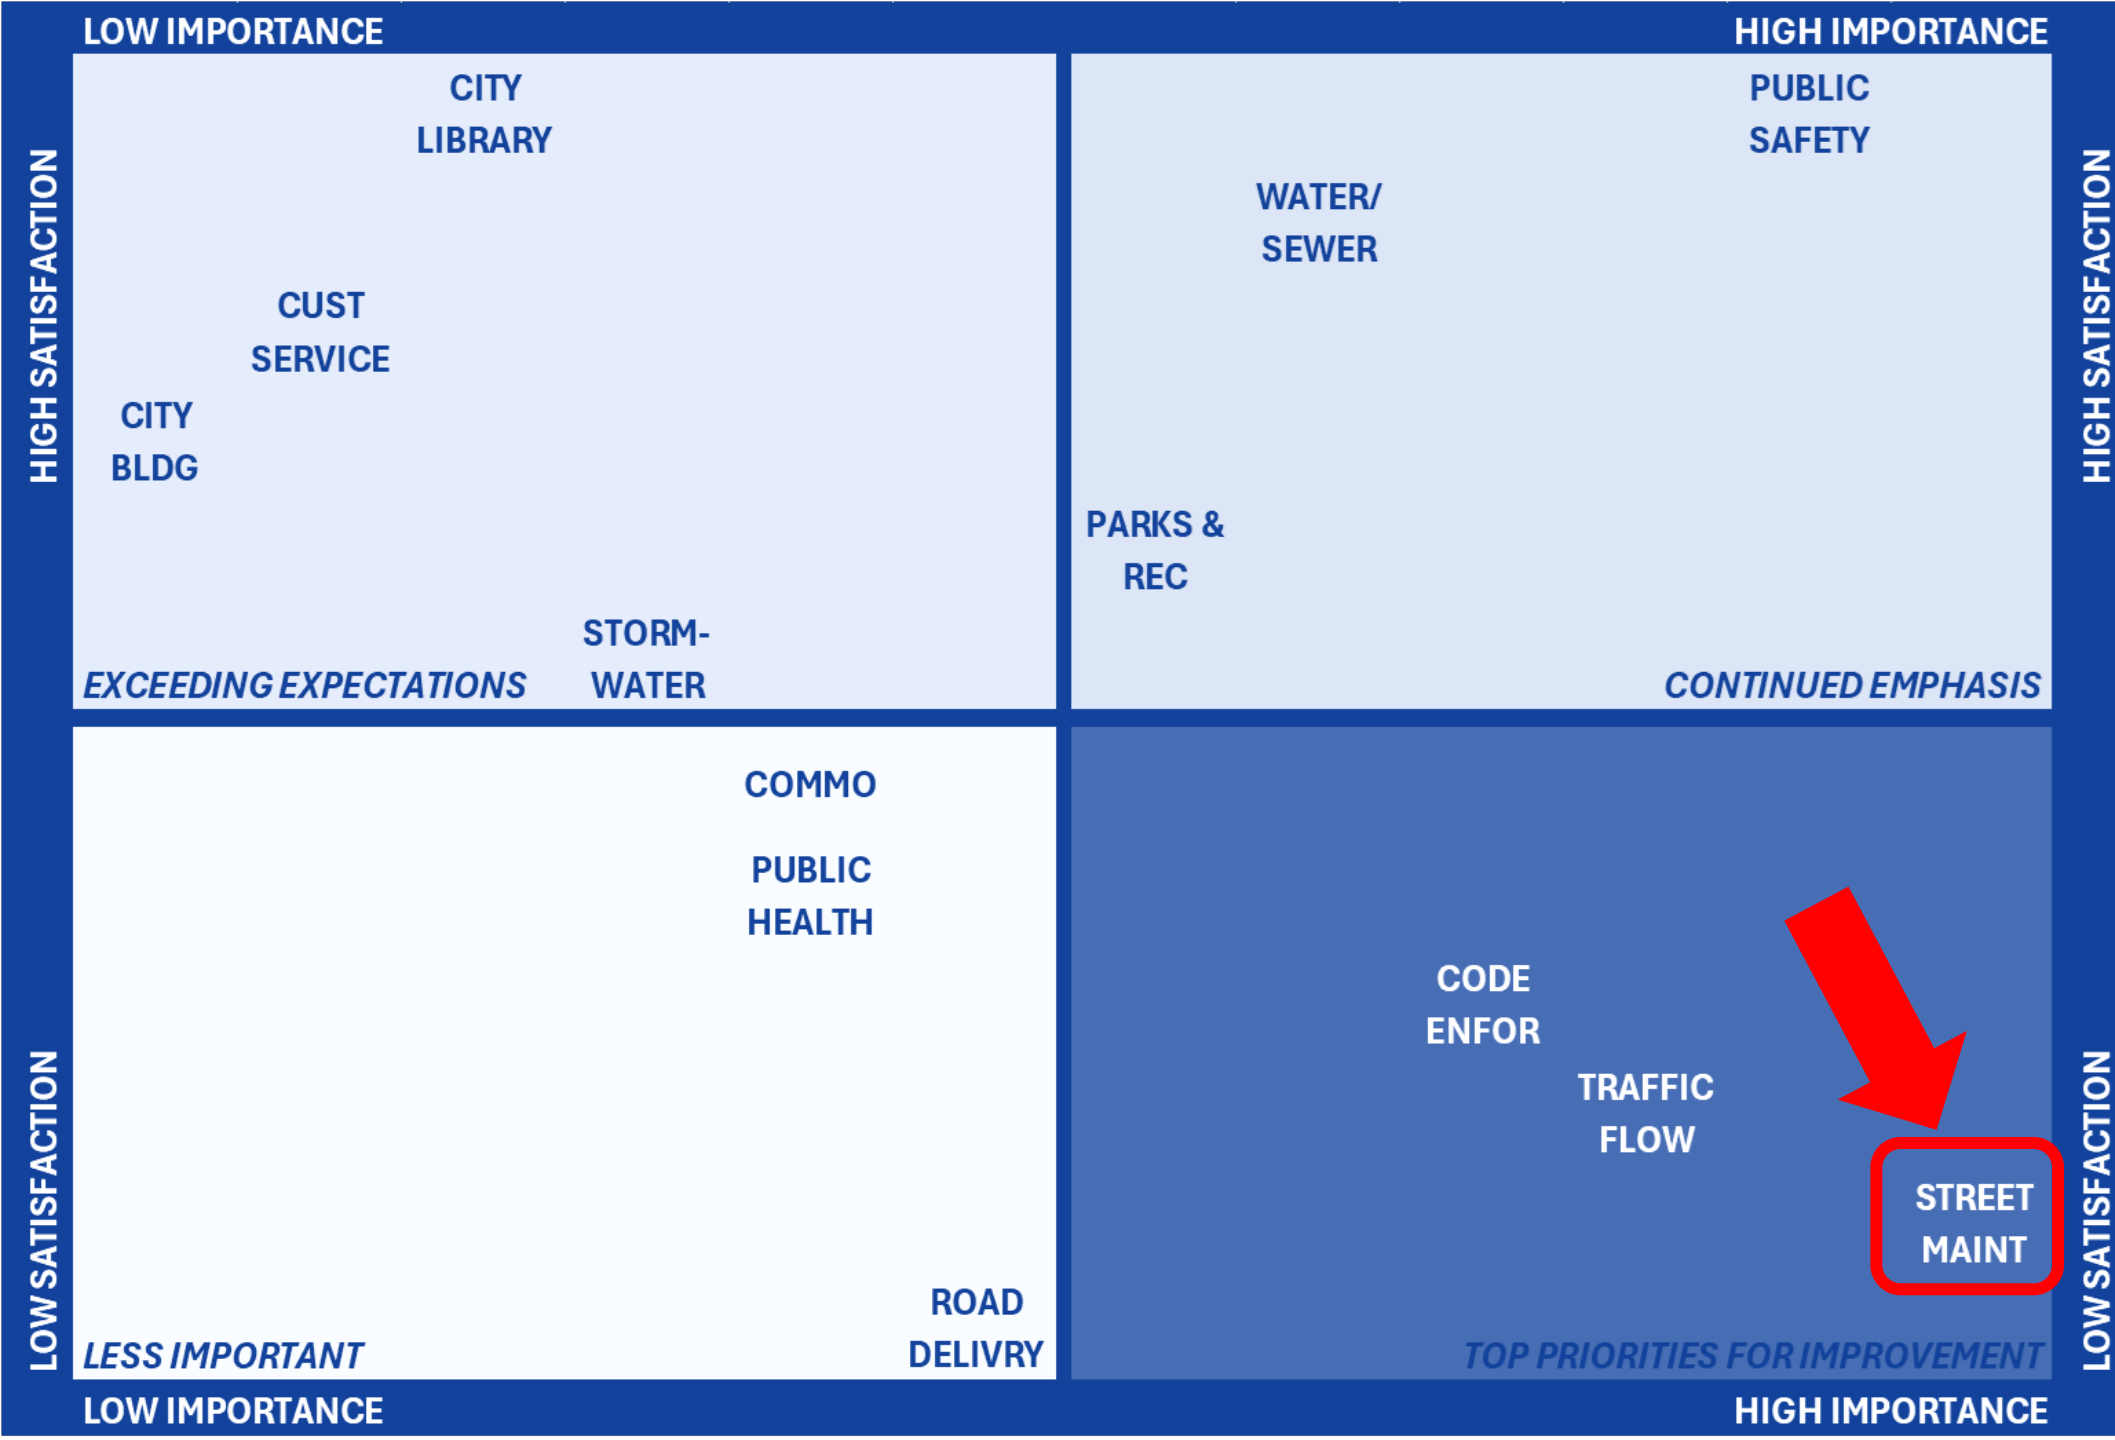 LOW IMPORTANCE
HIGH IMPORTANCE
HIGH SATISFACTION
HIGH SATISFACTION
CITY
LIBRARY
CUST
SERVICE
CITY
BLDG
STORM-
WATER
EXCEEDING EXPECTATIONS
PUBLIC
SAFETY
WATER/
SEWER
PARKS &
REC
CONTINUED EMPHASIS
LOW SATISFACTION
LOW SATISFACTION
COMMO
PUBLIC
HEALTH
ROAD
DELIVRY
LESS IMPORTANT
CODE
ENFOR
TRAFFIC
FLOW
STREET
MAINT
TOP PRIORITIES FOR IMPROVEMENT
LOW IMPORTANCE
HIGH IMPORTANCE